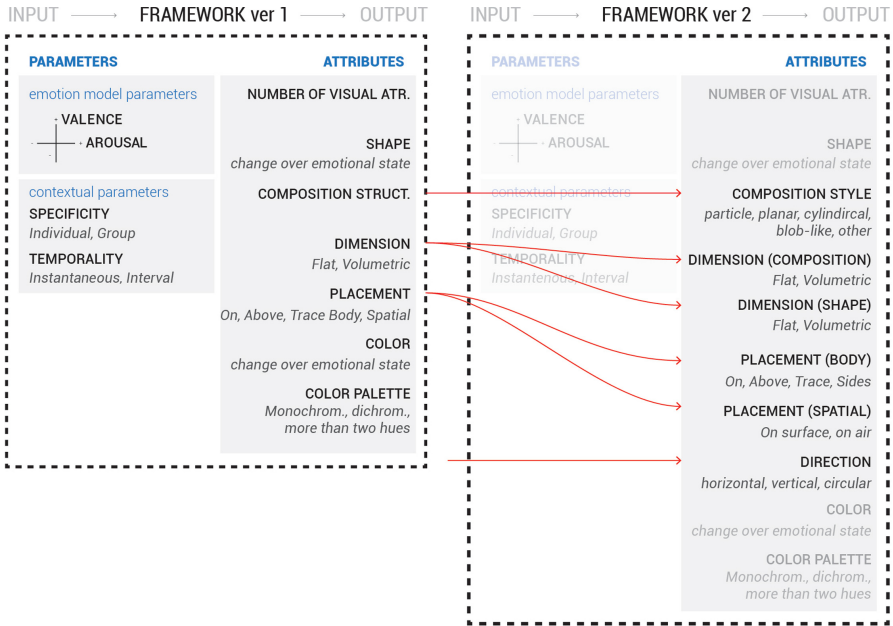 INPUT FRAMEWORK ver 1 OUTPUT
PARAMETERS
emotion model parameters
+ VALENCE
- + AROUSAL
-
contextual parameters
SPECIFICITY
Individual, Group
TEMPORALITY
Instantaneous, Interval
ATTRIBUTES
NUMBER OF VISUAL ATR.
SHAPE
change over emotional state
COMPOSITION STRUCT.
DIMENSION
Flat, Volumetric
PLACEMENT
On, Above, Trace Body, Spatial
COLOR
change over emotional state
COLOR PALETTE
Monochrom., dichrom.,
more than two hues
INPUT FRAMEWORK ver 2 OUTPUT
PARAMETERS
emotion model parameters
+ VALENCE
- + AROUSAL
-
contextual parameters
SPECIFICITY
Individual, Group
TEMPORALITY
Instantenous, Interval
ATTRIBUTES
NUMBER OF VISUAL ATR.
SHAPE
change over emotional state
COMPOSITION STYLE
particle, planar, cylindircal,
blob-like, other
DIMENSION (COMPOSITION)
Flat, Volumetric
DIMENSION (SHAPE)
Flat, Volumetric
PLACEMENT (BODY)
On, Above, Trace, Sides
PLACEMENT (SPATIAL)
On surface, on air
DIRECTION
horizontal, vertical, circular
COLOR
change over emotional state
COLOR PALETTE
Monochrom., dichrom.,
more than two hues